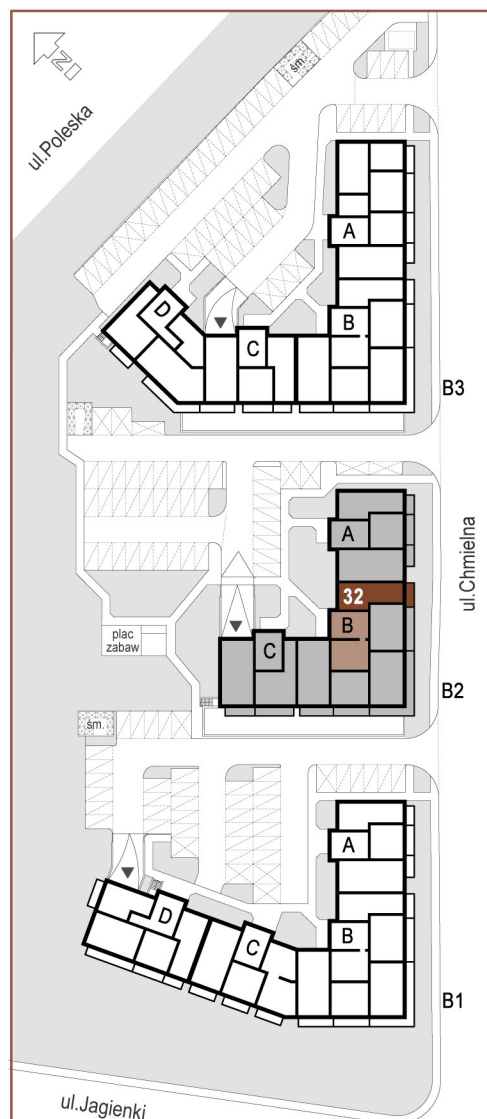 N
ul.Poleska
śm.
A
D
B
C
B3
ul.Chmielna
A
32
B
C
plac
zabaw
B2
śm.
A
D
C
B
B1
ul.Jagienki